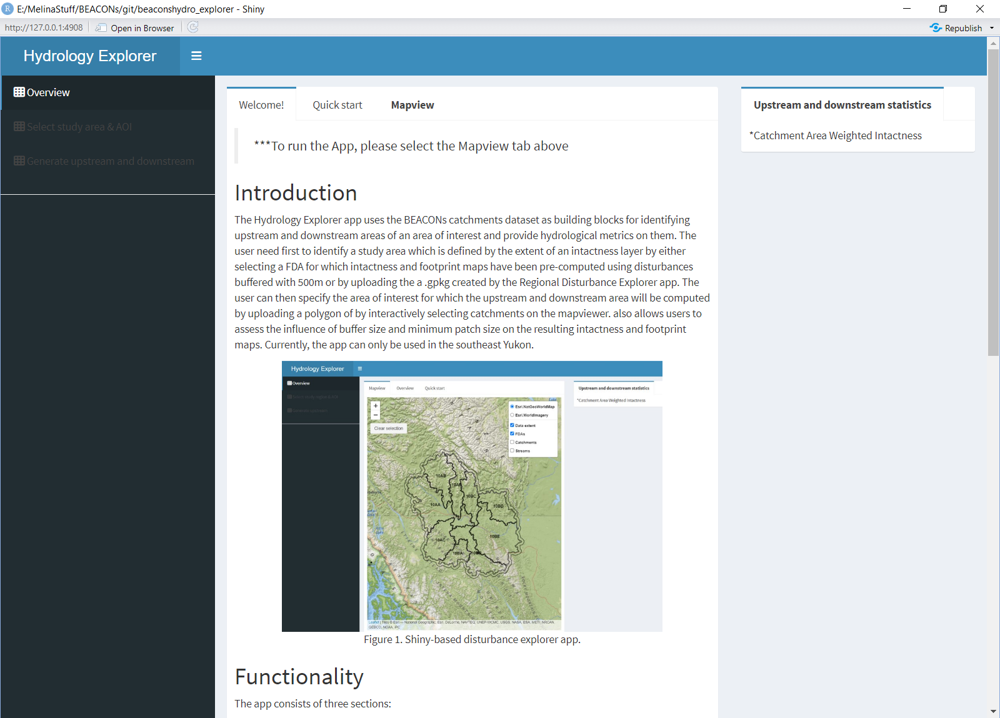 E:/MelinaStuff/BEACONs/git/beaconshydro_explorer - Shiny
http://127.0.0.1:4908
Open in Browser
Republish
Hydrology Explorer
Overview
Select study area & AOI
Generate upstream and downstream
Welcome!
Quick start
Mapview
***To run the App, please select the Mapview tab above
Introduction
The Hydrology Explorer app uses the BEACONs catchments dataset as building blocks for identifying
upstream and downstream areas of an area of interest and provide hydrological metrics on them. The
user need first to identify a study area which is defined by the extent of an intactness layer by either
selecting a FDA for which intactness and footprint maps have been pre-computed using disturbances
buffered with 500m or by uploading the a .gpkg created by the Regional Disturbance Explorer app. The
user can then specify the area of interest for which the upstream and downstream area will be computed
by uploading a polygon of by interactively selecting catchments on the mapviewer. also allows users to
assess the influence of buffer size and minimum patch size on the resulting intactness and footprint
maps. Currently, the app can only be used in the southeast Yukon.
Hydrology Explorer
Overview
Mapview
Overview
Quick start
Upstream and downstream statistics
*Catchment Area Weighted Intactness
+
−
Clear selection
Esri.NatGeoWorldMap
Esri.WorldImagery
Data extent
FDAs
Catchments
Streams
10AB
10BC
10AA
10BD
10AC
10BE
10BA
Leaflet | Tiles © Esri — National Geographic, Esri, DeLorme, NAVTEQ, UNEP-WCMC, USGS, NASA, ESA, METI, NRCAN,
GEBCO, NOAA, iPC
Figure 1. Shiny-based disturbance explorer app.
Functionality
The app consists of three sections:
Upstream and downstream statistics
*Catchment Area Weighted Intactness